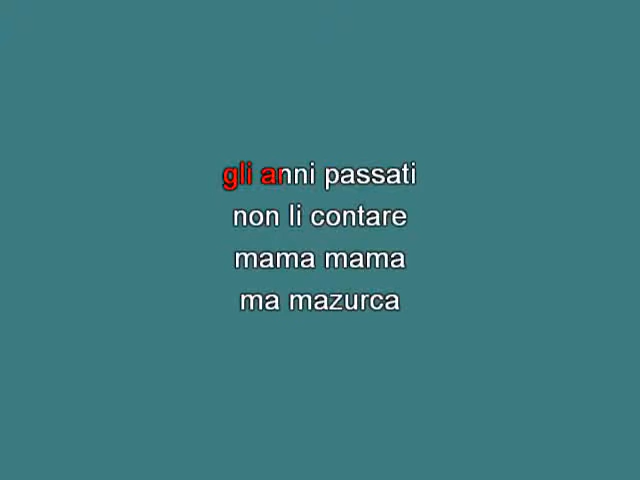 gli anni passati
non li contare
mama mama
ma mazurca